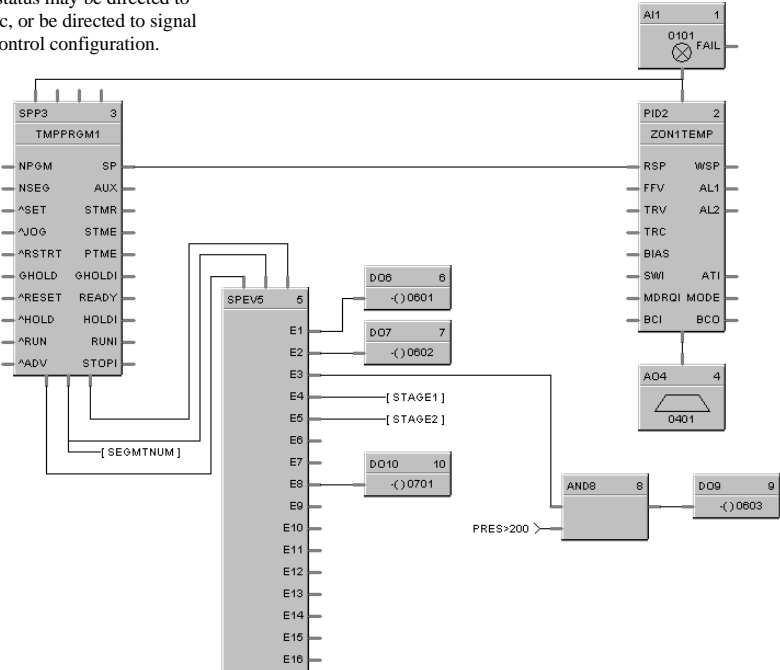 status may be directed to
c, or be directed to signal
ontrol configuration.
AI1 1
0101
FAIL
SPP3 3
TMPPRGM1
NPGM SP
NSEG AUX
^SET STMR
^JOG STME
^RSTRT PTME
GHOLD GHOLDI
^RESET READY
^HOLD HOLDI
^RUN RUNI
^ADV STOPI
PID2 2
ZON1TEMP
RSP WSP
FFV AL1
TRV AL2
TRC
BIAS
SWI ATI
MDRQI MODE
BCI BCO
AO4 4
0401
[ SEGMTNUM ]
SPEV5 5
E1
E2
E3
E4
E5
E6
E7
E8
E9
E10
E11
E12
E13
E14
E15
E16
DO6 6
-( ) 0601
DO7 7
-( ) 0602
[ STAGE1 ]
[ STAGE2 ]
DO10 10
-( ) 0701
PRES>200
AND8 8
DO9 9
-( ) 0603